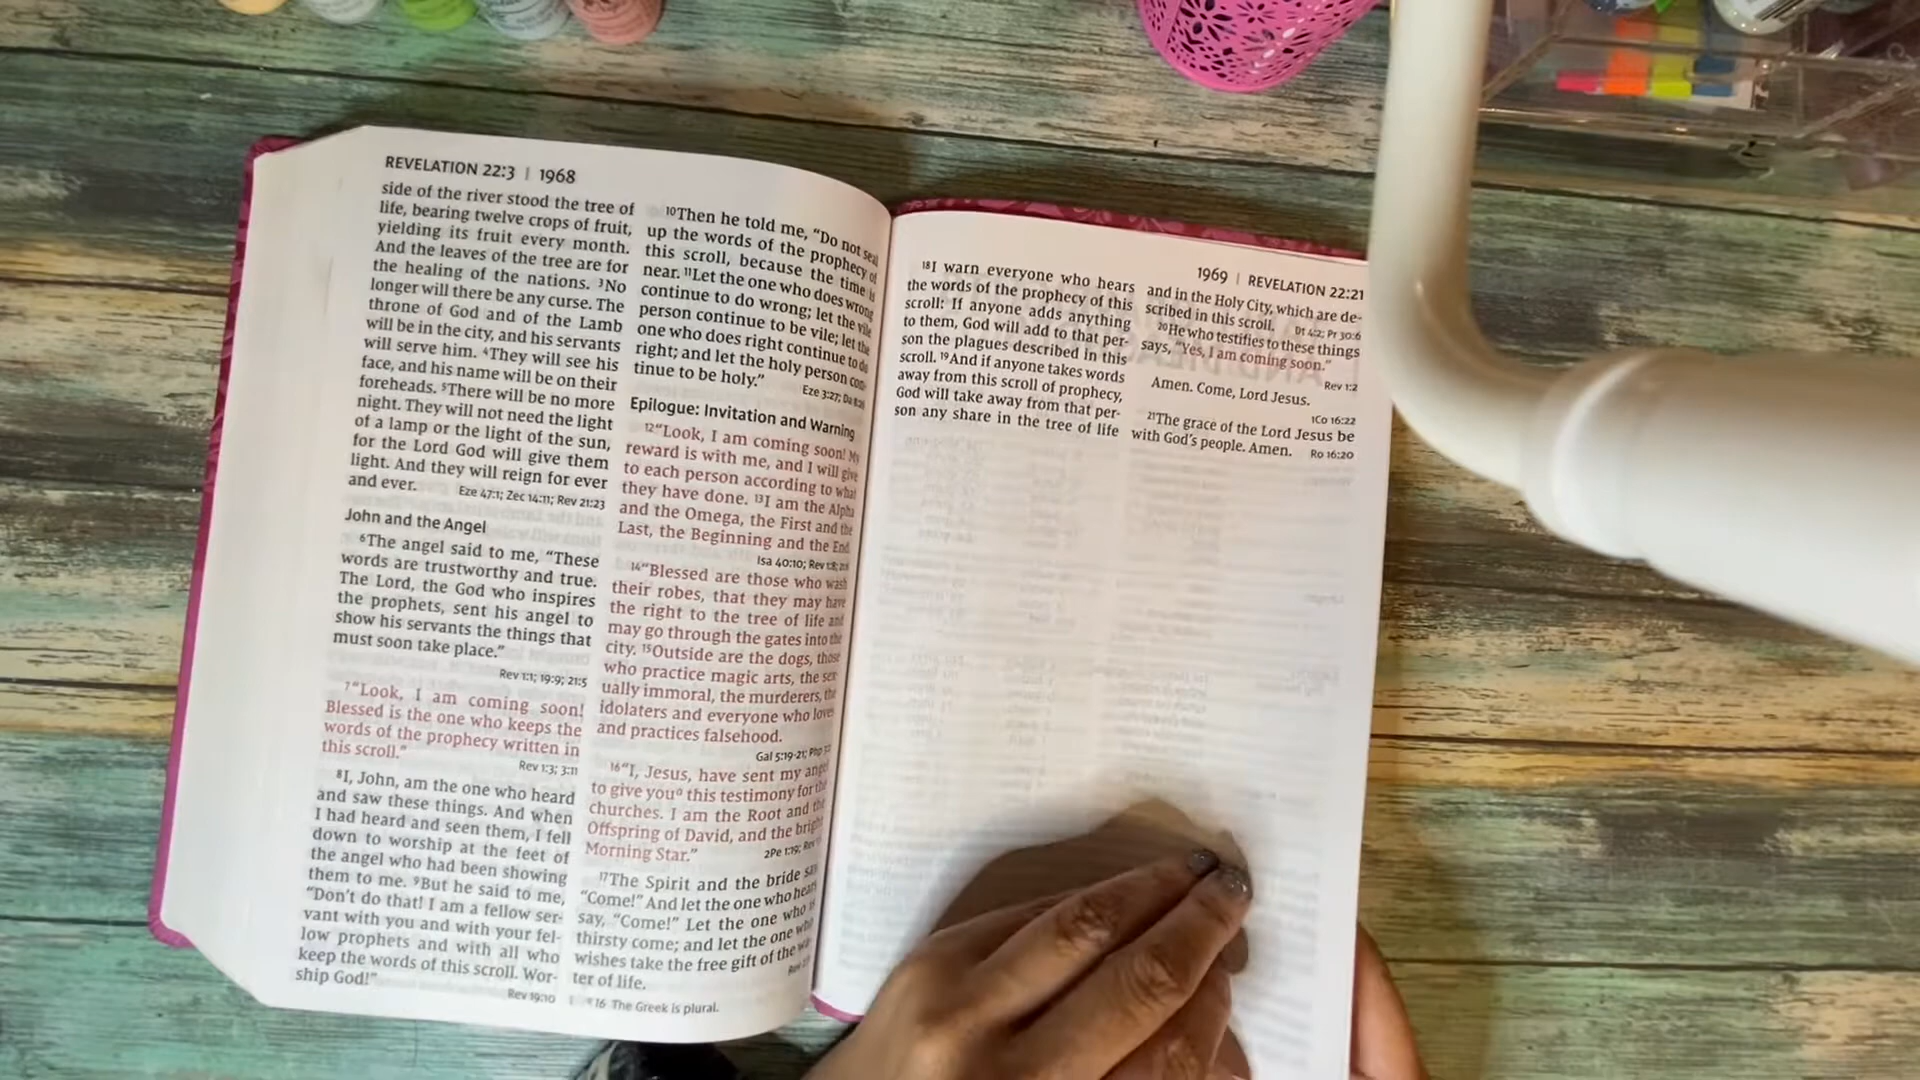 REVELATION 22:3 | 1968
side of the river stood the tree of
life, bearing twelve crops of fruit,
yielding its fruit every month.
And the leaves of the tree are for
the healing of the nations. ³No
longer will there be any curse. The
throne of God and of the Lamb
will be in the city, and his servants
will serve him. ⁴They will see his
face, and his name will be on their
foreheads. ⁵There will be no more
night. They will not need the light
of a lamp or the light of the sun,
for the Lord God will give them
light. And they will reign for ever
and ever. Eze 47:1; Zec 14:11; Rev 21:23
John and the Angel
⁶The angel said to me, “These
words are trustworthy and true.
The Lord, the God who inspires
the prophets, sent his angel to
show his servants the things that
must soon take place.”
Rev 1:1; 19:9; 21:5
⁷“Look, I am coming soon!
Blessed is the one who keeps the
words of the prophecy written in
this scroll.”
Rev 1:3; 3:11
⁸I, John, am the one who heard
and saw these things. And when
I had heard and seen them, I fell
down to worship at the feet of
the angel who had been showing
them to me. ⁹But he said to me,
“Don’t do that! I am a fellow ser-
vant with you and with your fel-
low prophets and with all who
keep the words of this scroll. Wor-
ship God!”
Rev 19:10
¹⁰Then he told me, “Do not seal
up the words of the prophecy of
this scroll, because the time is
near. ¹¹Let the one who does wrong
continue to do wrong; let the vile
person continue to be vile; let the
one who does right continue to do
right; and let the holy person con-
tinue to be holy.”
Eze 3:27; Da 8:26
Epilogue: Invitation and Warning
¹²“Look, I am coming soon! My
reward is with me, and I will give
to each person according to what
they have done. ¹³I am the Alpha
and the Omega, the First and the
Last, the Beginning and the End.
Isa 40:10; Rev 1:8;
¹⁴“Blessed are those who wash
their robes, that they may have
the right to the tree of life and
may go through the gates into the
city. ¹⁵Outside are the dogs, those
who practice magic arts, the sex-
ually immoral, the murderers, the
idolaters and everyone who loves
and practices falsehood.
Gal 5:19-21; Php
¹⁶“I, Jesus, have sent my angel
to give youᵃ this testimony for the
churches. I am the Root and the
Offspring of David, and the bright
Morning Star.”
2Pe 1:19; Rev
¹⁷The Spirit and the bride say,
“Come!” And let the one who hears
say, “Come!” Let the one who is
thirsty come; and let the one who
wishes take the free gift of the wa-
ter of life.
Rev
ᵃ 16 The Greek is plural.
1969 | REVELATION 22:21
¹⁸I warn everyone who hears
the words of the prophecy of this
scroll: If anyone adds anything
to them, God will add to that per-
son the plagues described in this
scroll. ¹⁹And if anyone takes words
away from this scroll of prophecy,
God will take away from that per-
son any share in the tree of life
and in the Holy City, which are de-
scribed in this scroll. Dt 4:2; Pr 30:6
²⁰He who testifies to these things
says, “Yes, I am coming soon.”
Rev 1:2
Amen. Come, Lord Jesus.
1Co 16:22
²¹The grace of the Lord Jesus be
with God’s people. Amen. Ro 16:20